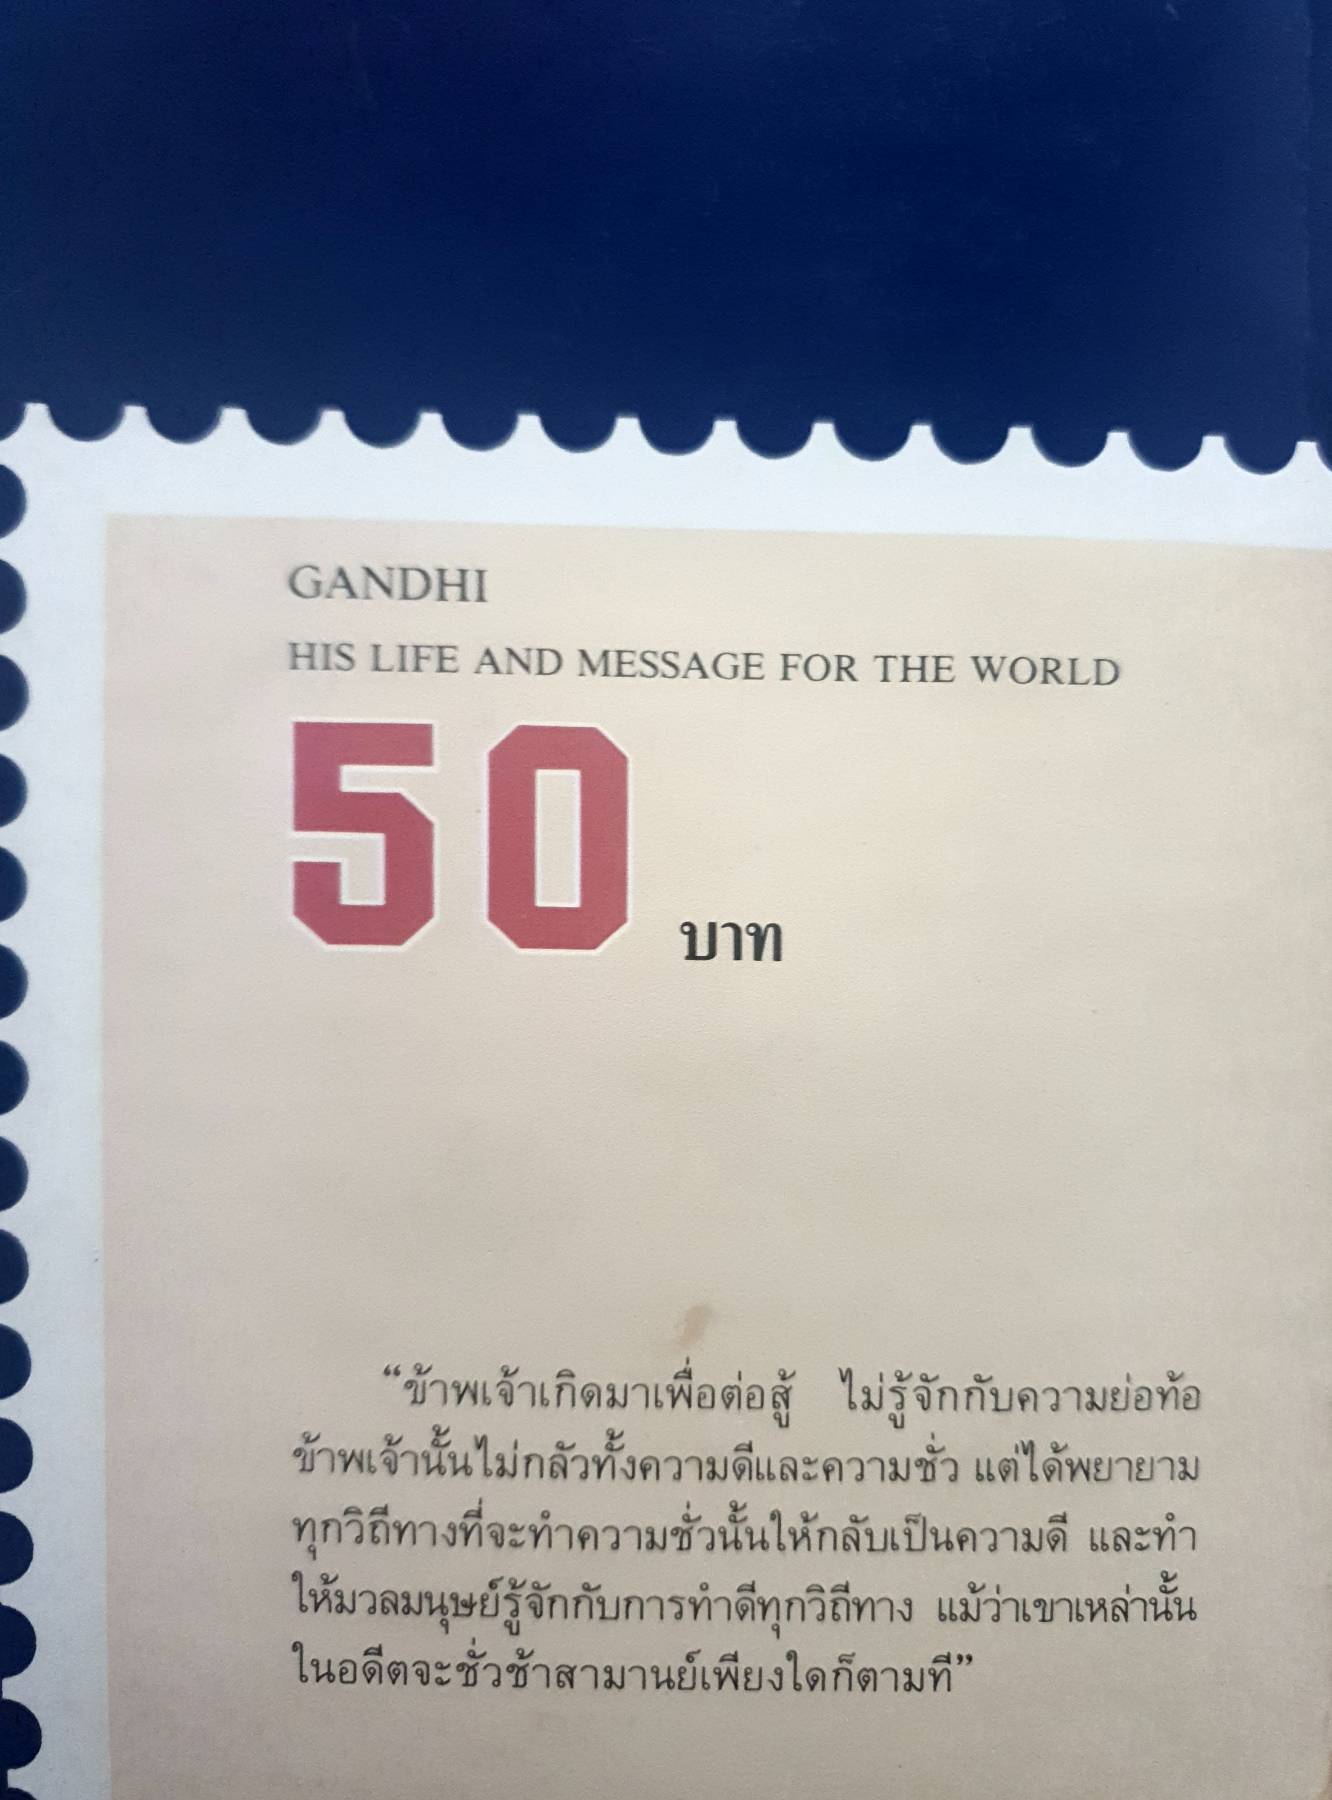 GANDHI
HIS LIFE AND MESSAGE FOR THE WORLD
50 บาท
“ข้าพเจ้าเกิดมาเพื่อต่อสู้ ไม่รู้จักกับความย่อท้อ
ข้าพเจ้านั้นไม่กลัวทั้งความดีและความชั่ว แต่ได้พยายาม
ทุกวิถีทางที่จะทำความชั่วนั้นให้กลับเป็นความดี และทำ
ให้มวลมนุษย์รู้จักกับการทำดีทุกวิถีทาง แม้ว่าเขาเหล่านั้น
ในอดีตจะชั่วช้าสามานย์เพียงใดก็ตามที”